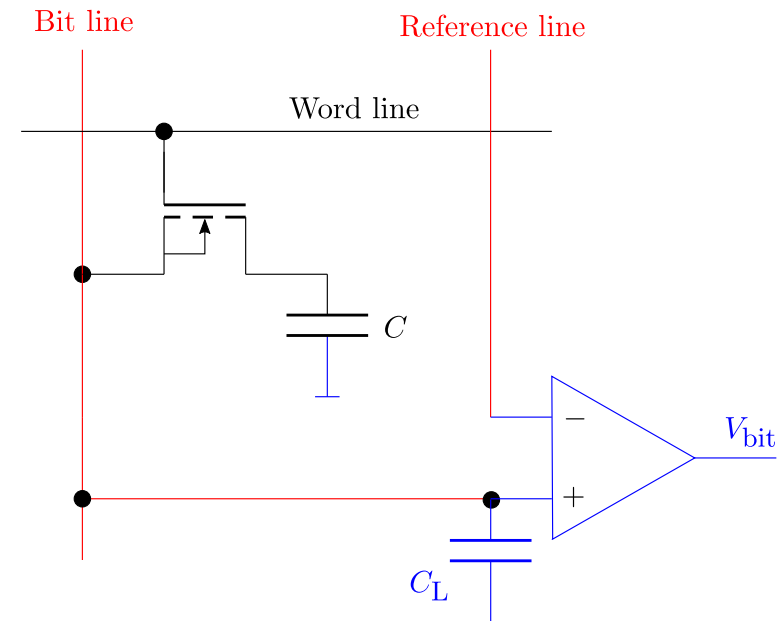 Bit line
Reference line
Word line
C
−
V_bit
+
C_L